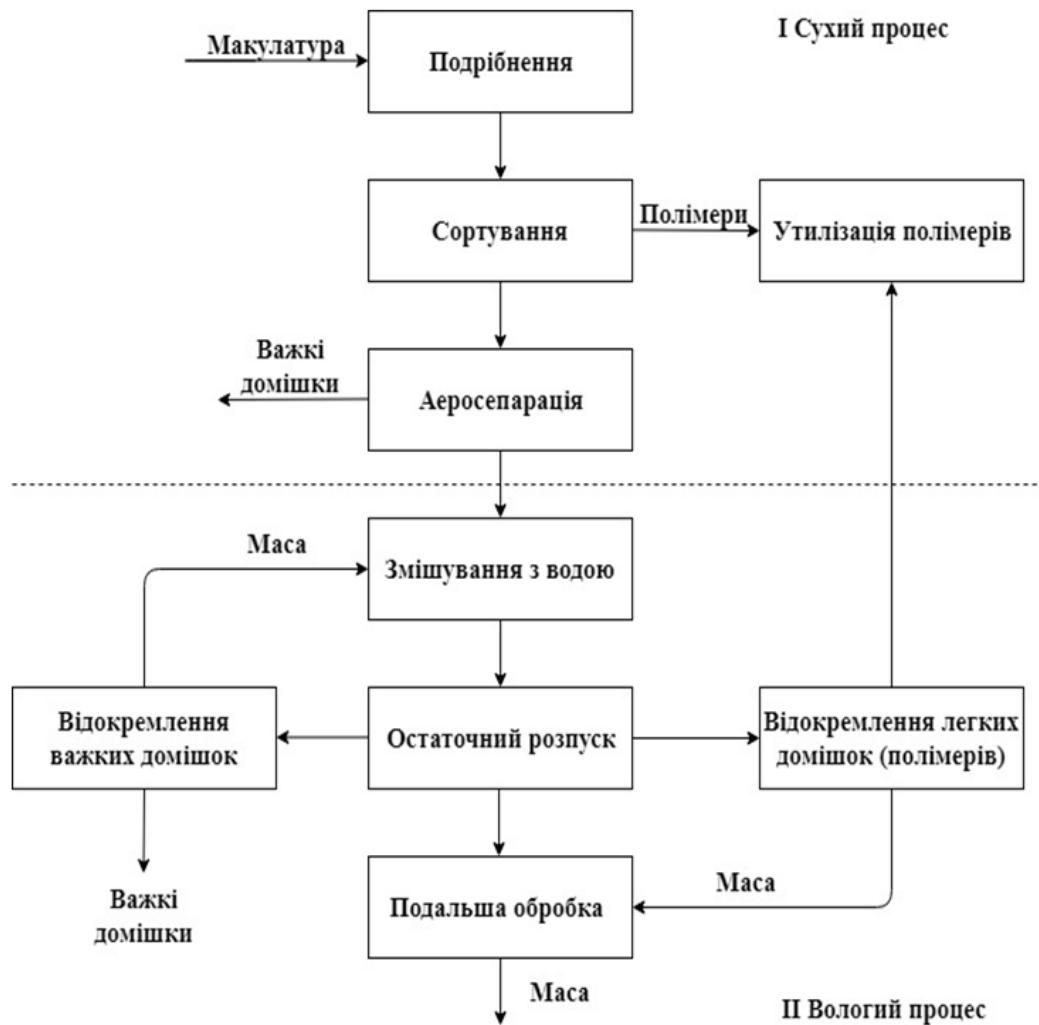 I Сухий процес
Макулатура
Подрібнення
Сортування
Полімери
Утилізація полімерів
Важкі
домішки
Аеросепарація
Маса
Змішування з водою
Відокремлення
важких домішок
Остаточний розпуск
Відокремлення легких
домішок (полімерів)
Важкі
домішки
Подальша обробка
Маса
Маса
II Вологий процес